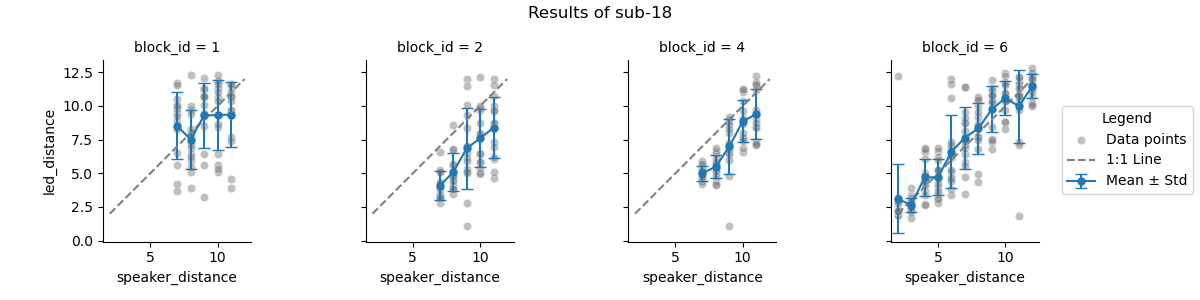 Results of sub-18
block_id = 1
block_id = 2
block_id = 4
block_id = 6
led_distance
12.5
10.0
7.5
5.0
2.5
0.0
5 10
5 10
5 10
5 10
speaker_distance
speaker_distance
speaker_distance
speaker_distance
Legend
Data points
1:1 Line
Mean ± Std